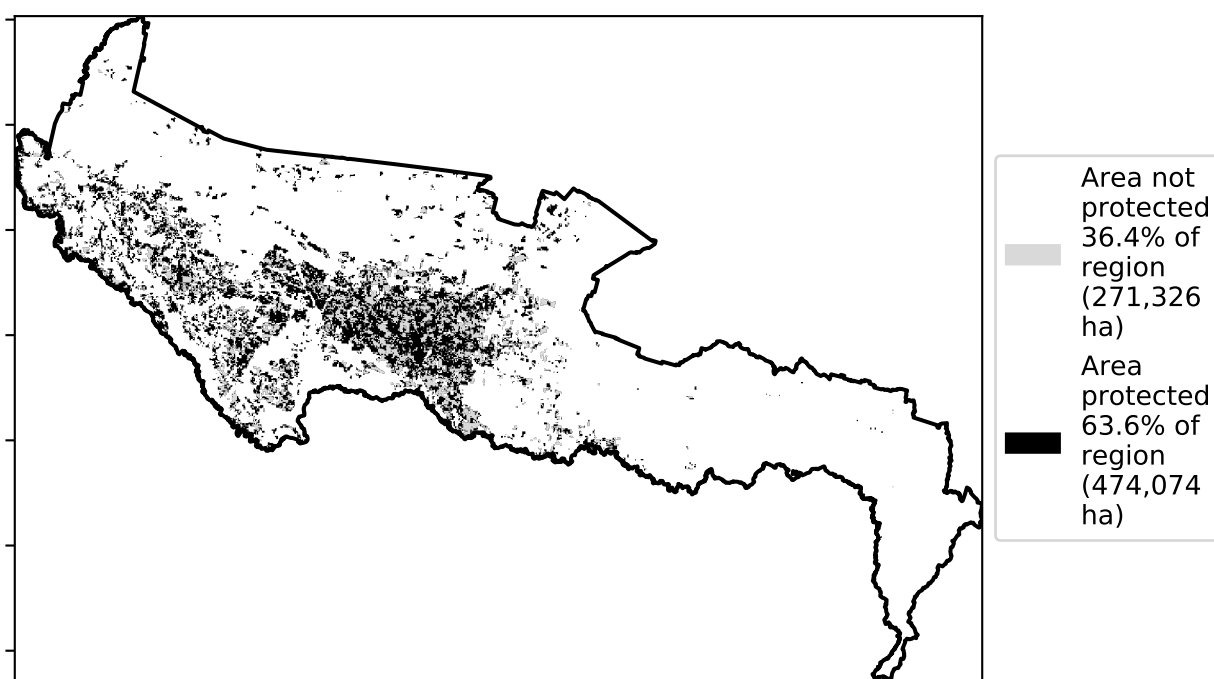 Area not
protected
36.4% of
region
(271,326
ha)
Area
protected
63.6% of
region
(474,074
ha)